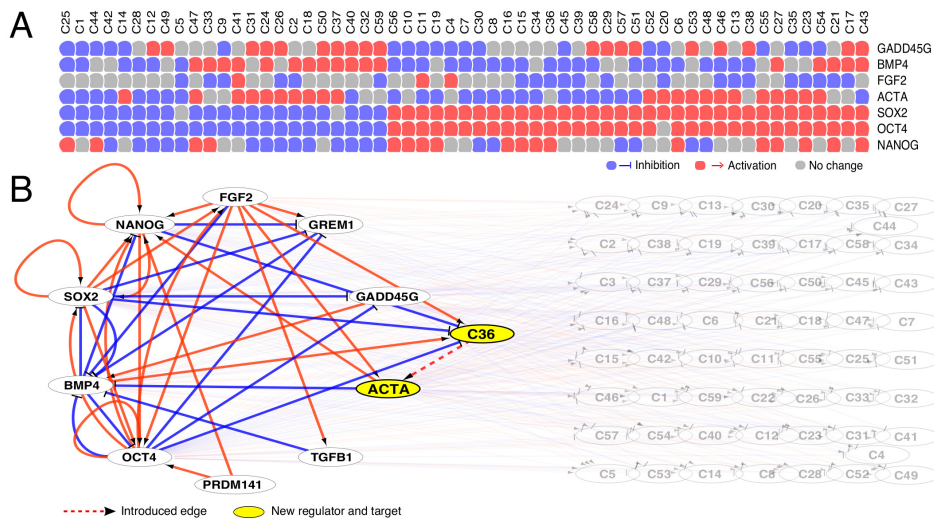 A
C25 C1 C44 C42 C14 C28 C12 C49 C5 C47 C33 C9 C41 C31 C24 C26 C2 C18 C50 C37 C40 C32 C59 C56 C10 C11 C19 C4 C7 C30 C8 C16 C15 C34 C36 C45 C39 C58 C29 C57 C51 C52 C20 C6 C53 C48 C46 C13 C38 C55 C27 C35 C23 C54 C21 C17 C43
GADD45G
BMP4
FGF2
ACTA
SOX2
OCT4
NANOG
Inhibition Activation No change
B
FGF2
NANOG GREM1
SOX2 GADD45G
C36
BMP4 ACTA
OCT4 TGFB1
PRDM141
C24 C9 C13 C30 C20 C35 C27
C44
C2 C38 C19 C39 C17 C58 C34
C3 C37 C29 C56 C50 C45 C43
C16 C48 C6 C21 C18 C47 C7
C15 C42 C10 C11 C55 C25 C51
C46 C1 C59 C22 C26 C33 C32
C57 C54 C40 C12 C23 C31 C41
C4
C5 C53 C14 C8 C28 C52 C49
Introduced edge New regulator and target